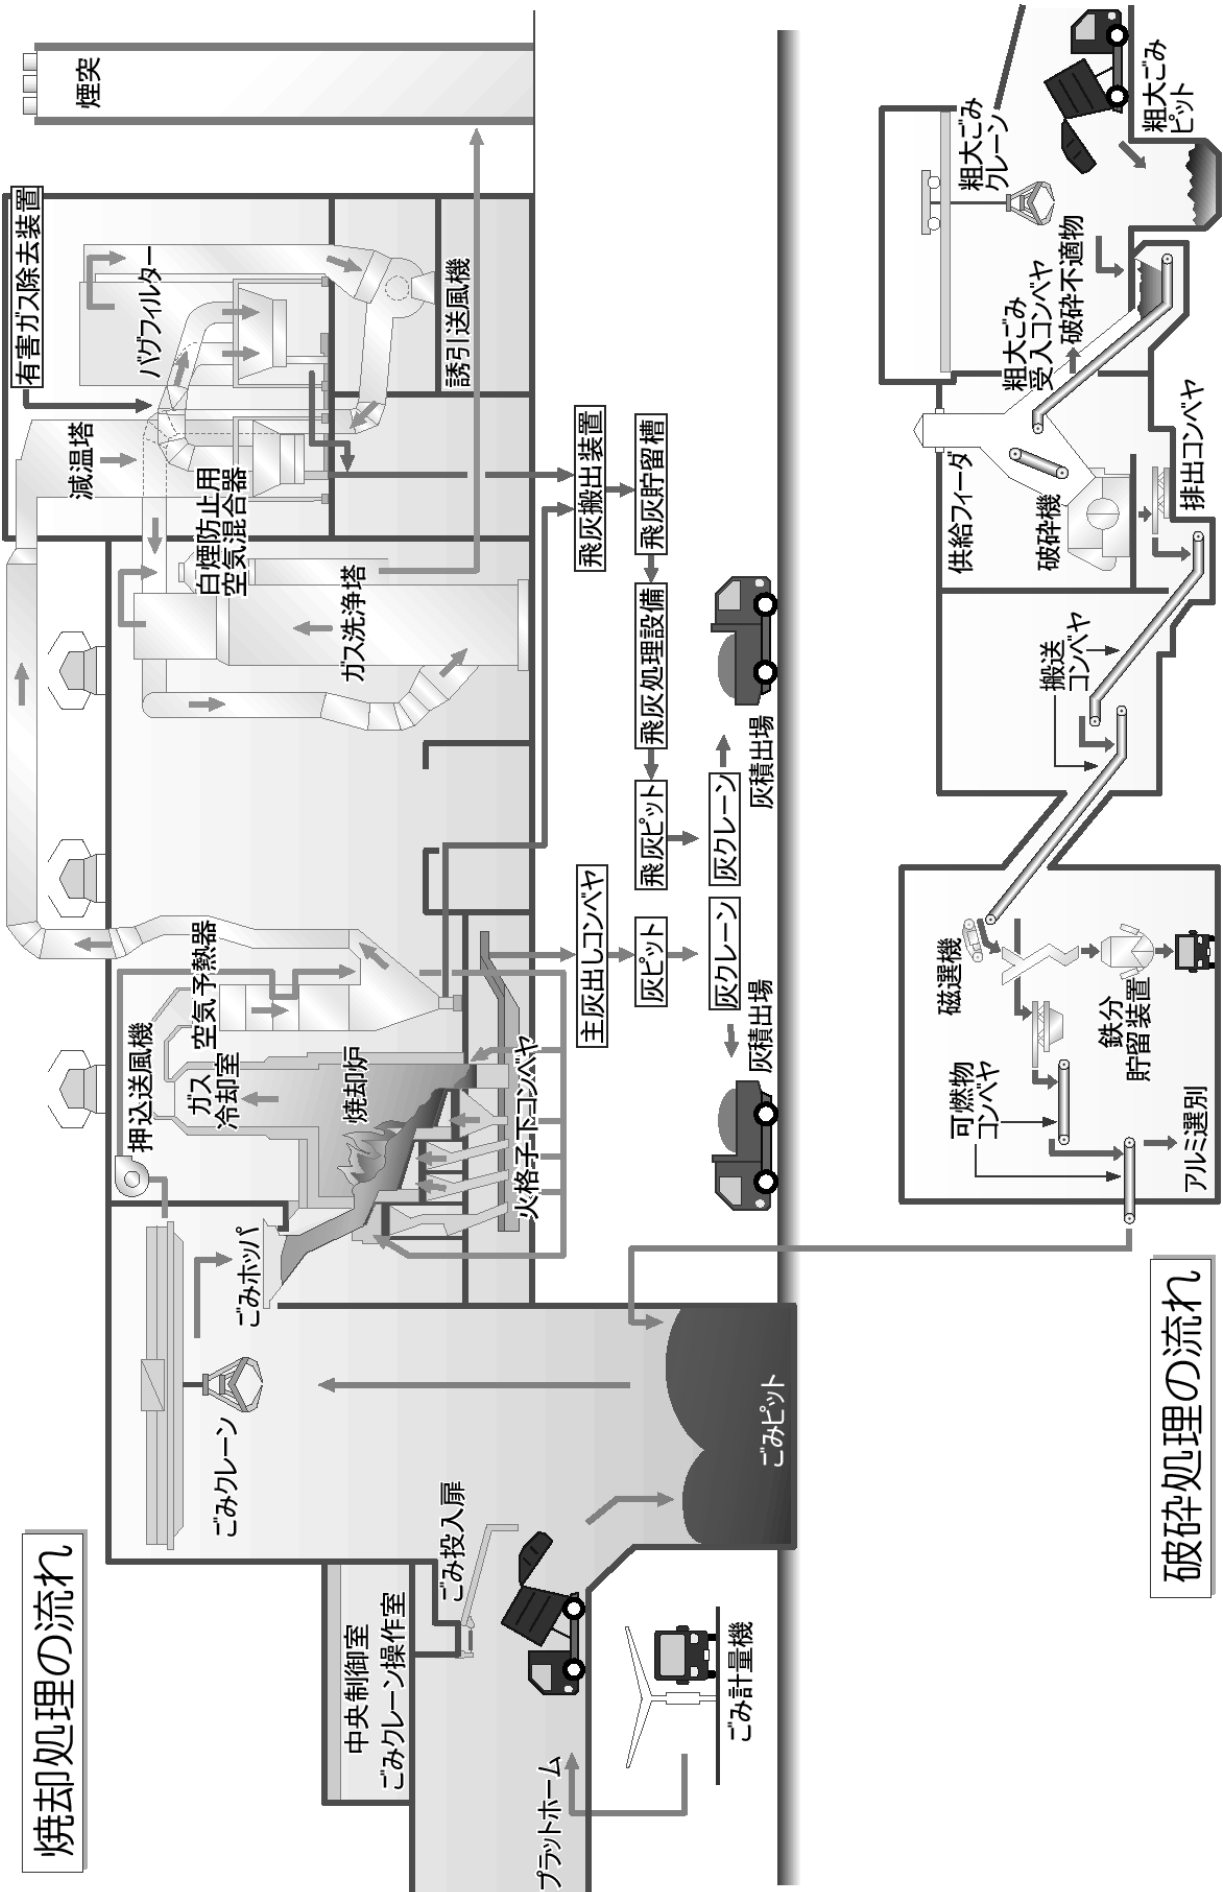 焼却処理の流れ
中央制御室
ごみクレーン操作室
プラットホーム
ごみ計量機
ごみ投入扉
ごみクレーン
ごみピット
ごみホッパ
押込送風機
ガス
冷却室
空気予熱器
焼却炉
火格子下コンベヤ
主灰出しコンベヤ
灰ピット
灰クレーン
灰積出場
飛灰搬出装置
飛灰貯留槽
飛灰処理設備
飛灰ピット
灰クレーン
灰積出場
ガス洗浄塔
白煙防止用
空気混合器
減温塔
有害ガス除去装置
バグフィルター
誘引送風機
煙突
破砕処理の流れ
粗大ごみ
ピット
粗大ごみ
クレーン
破砕不適物
粗大ごみ
受入コンベヤ
供給フィーダ
破砕機
排出コンベヤ
搬送
コンベヤ
磁選機
鉄分
貯留装置
可燃物
コンベヤ
アルミ選別